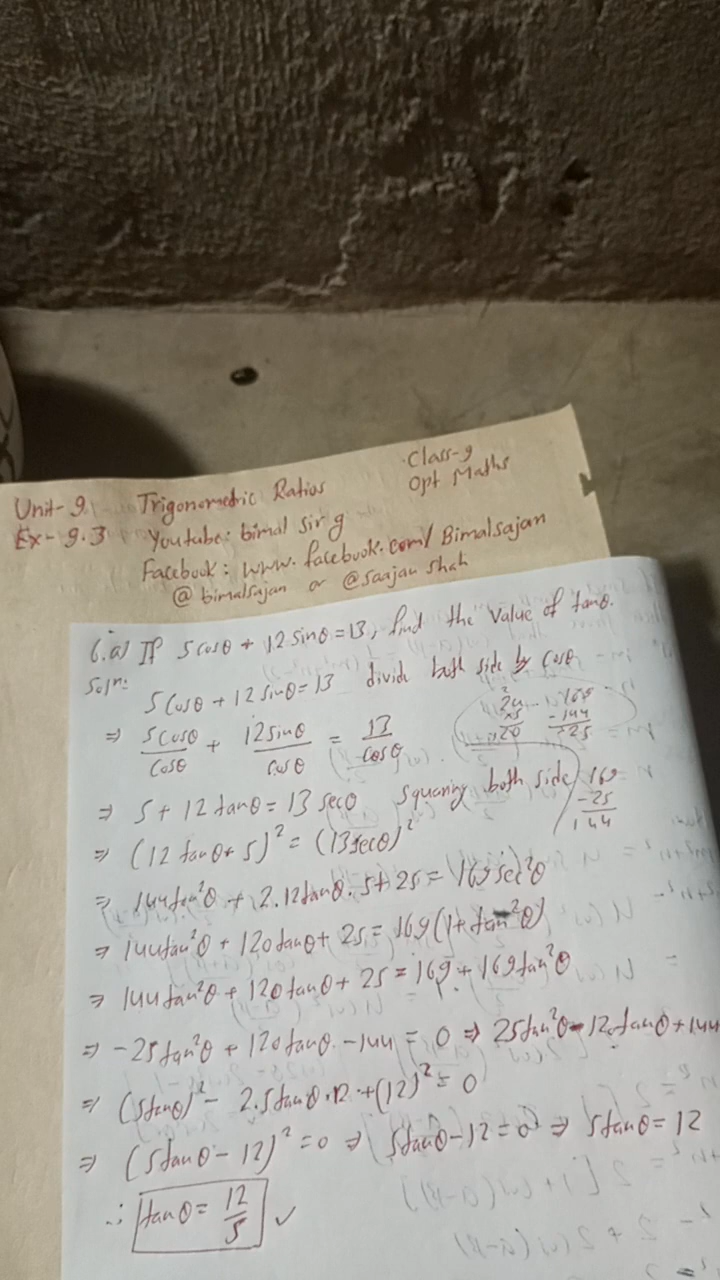 Unit-9 Trigonometric Ratios Class-9
Ex-9.3 Youtube: bimal sir g Opt Maths
Facebook: www.facebook.com/Bimalsajan
@bimalsajan or @saajan shah
6.a) If 5cosθ + 12sinθ=13, find the value of tanθ.
Soln:
5cosθ + 12sinθ=13 divide both side by cosθ
⇒ 5cosθ/cosθ + 12sinθ/cosθ = 13/cosθ
169
-144
25
⇒ 5+12tanθ=13secθ Squaring both side
169
-25
144
⇒ (12tanθ+5)²=(13secθ)²
⇒ 144tan²θ + 2.12tanθ.5+25=169sec²θ
⇒ 144tan²θ+120tanθ+25=169(1+tan²θ)
⇒ 144tan²θ+120tanθ+25=169+169tan²θ
⇒ -25tan²θ+120tanθ-144=0 ⇒ 25tan²θ-120tanθ+144
⇒ (5tanθ)²- 2.5tanθ.12+(12)²=0
⇒ (5tanθ-12)²=0 ⇒ 5tanθ-12=0 ⇒ 5tanθ=12
∴ tanθ=12/5 ✓